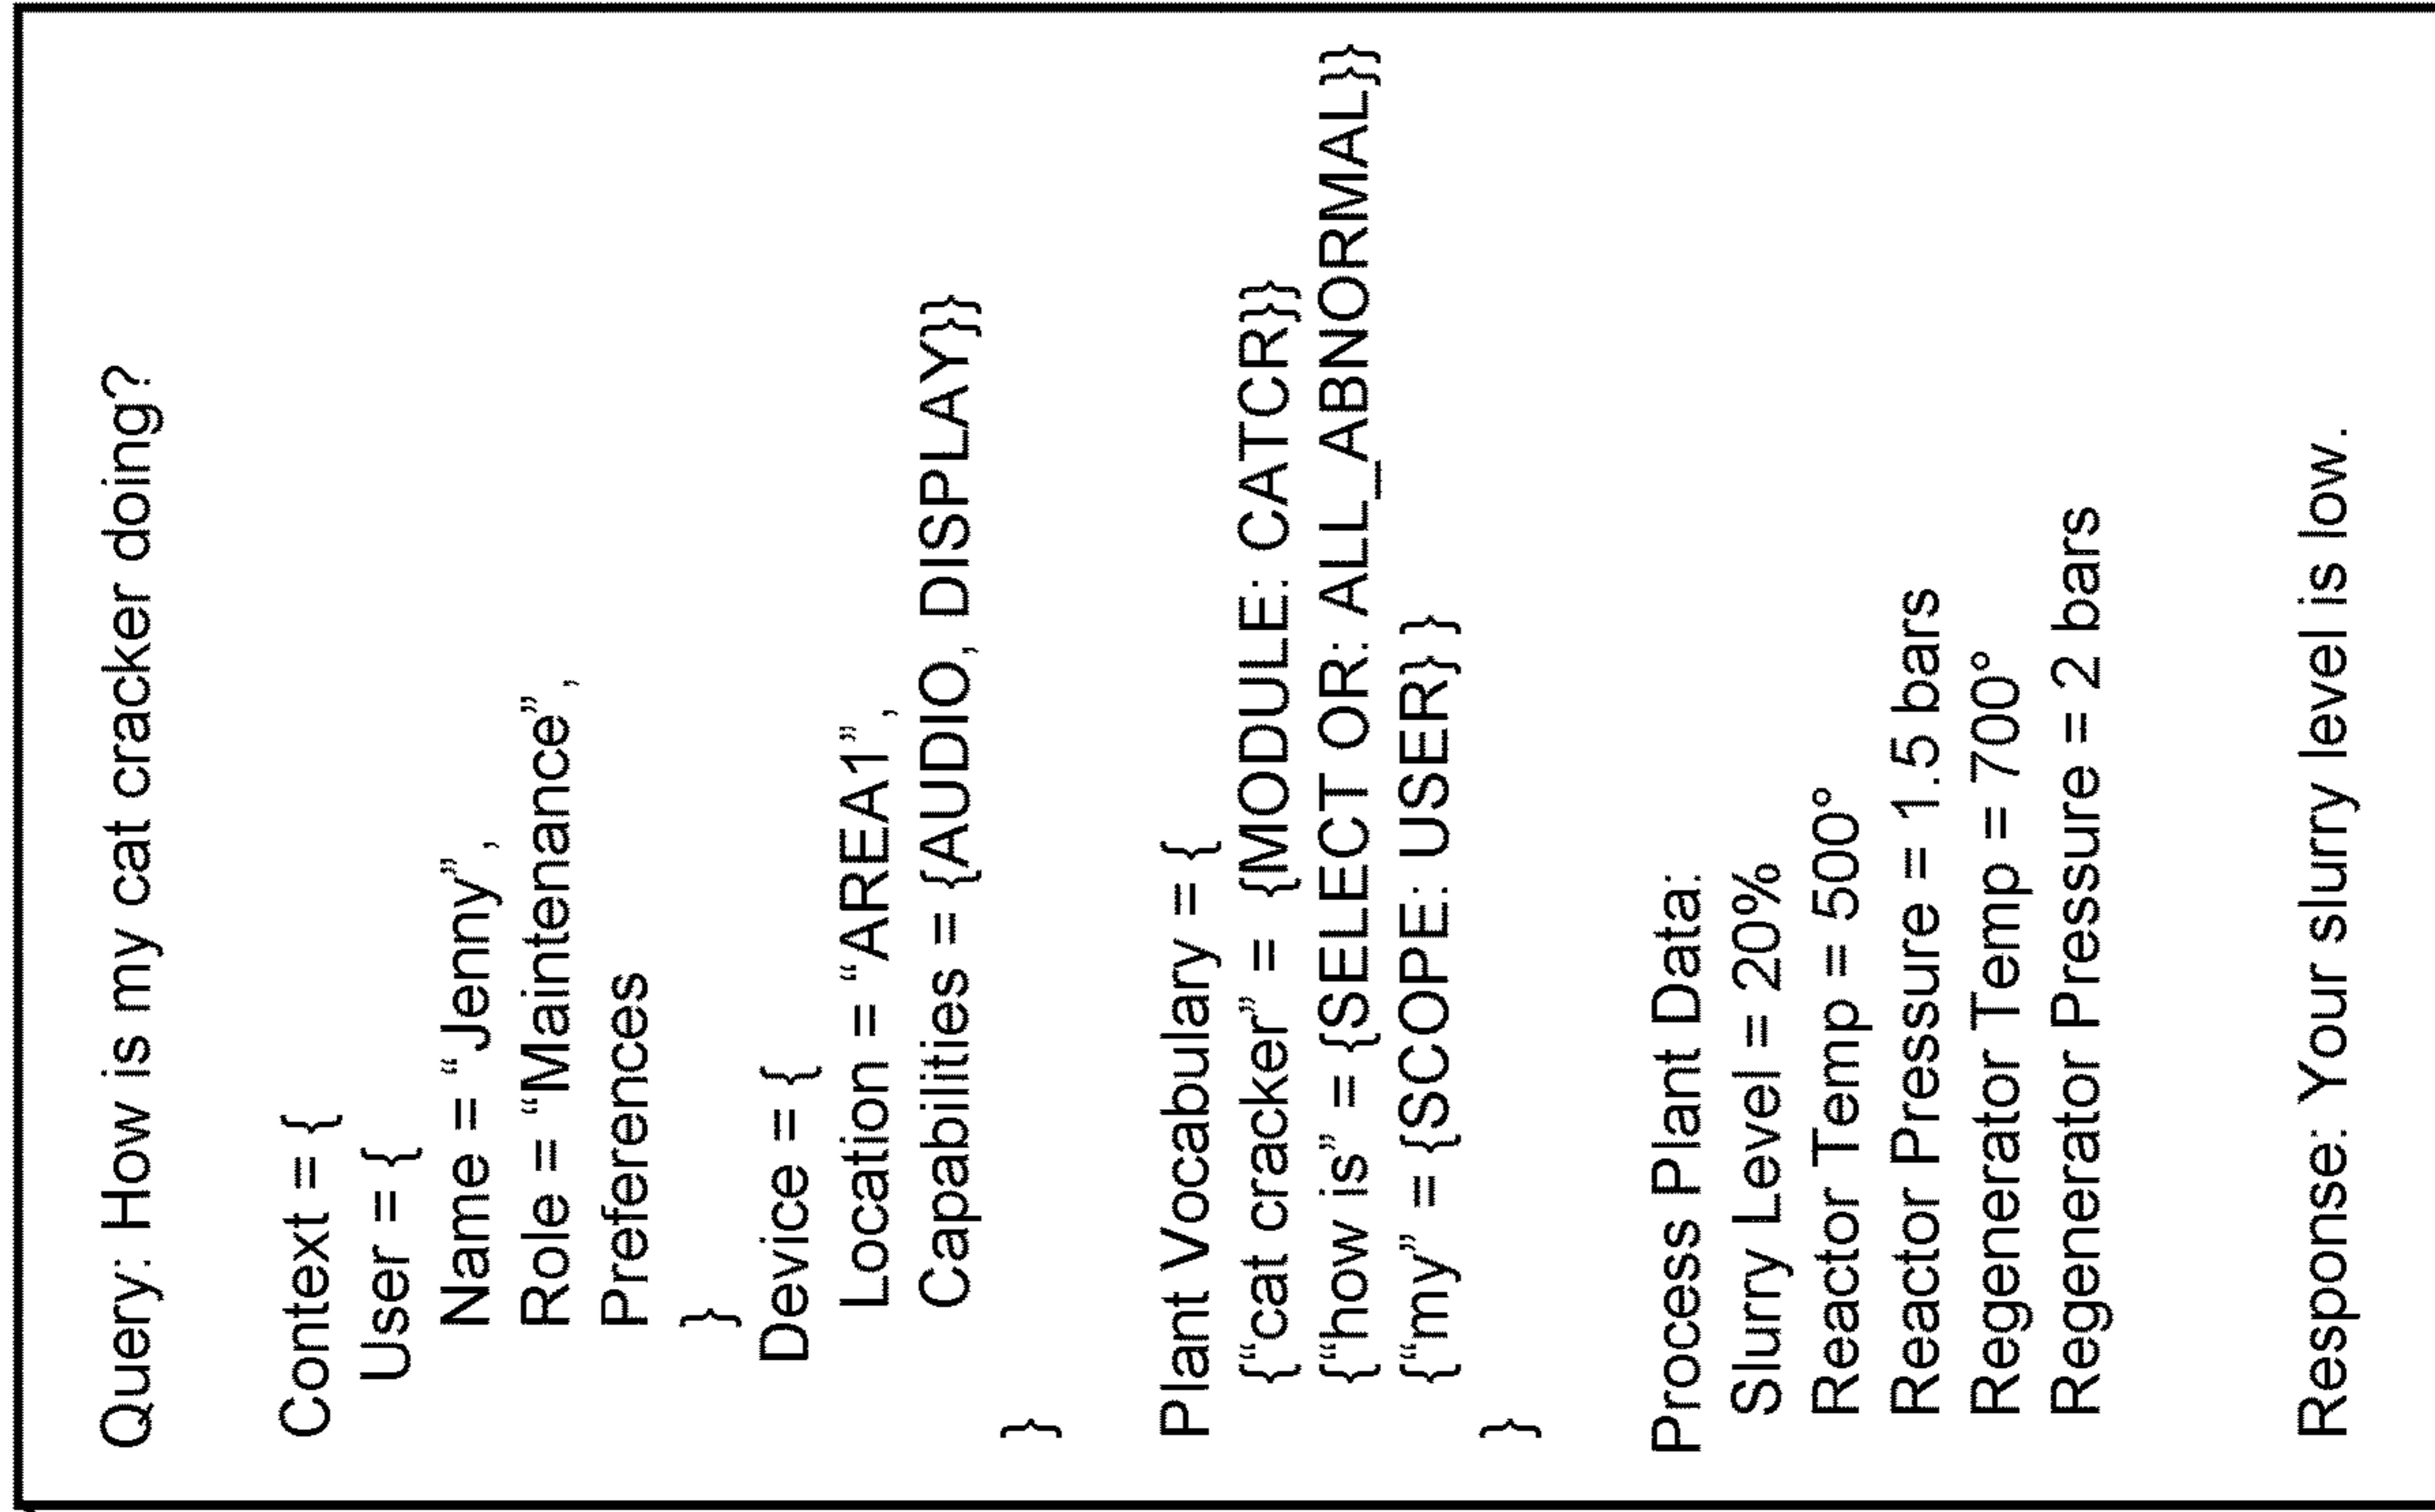 Query: How is my cat cracker doing?
Context = {
User = {
Name = “Jenny”,
Role = “Maintenance”,
Preferences
}
Device = {
Location = “AREA1”,
Capabilities = {AUDIO, DISPLAY}}
}
Plant Vocabulary = {
{“cat cracker” = {MODULE: CATCR}}
{“how is” = {SELECT OR: ALL_ABNORMAL}}
{“my” = {SCOPE: USER} }
}
Process Plant Data:
Slurry Level = 20%
Reactor Temp = 500°
Reactor Pressure = 1.5 bars
Regenerator Temp = 700°
Regenerator Pressure = 2 bars
Response: Your slurry level is low.